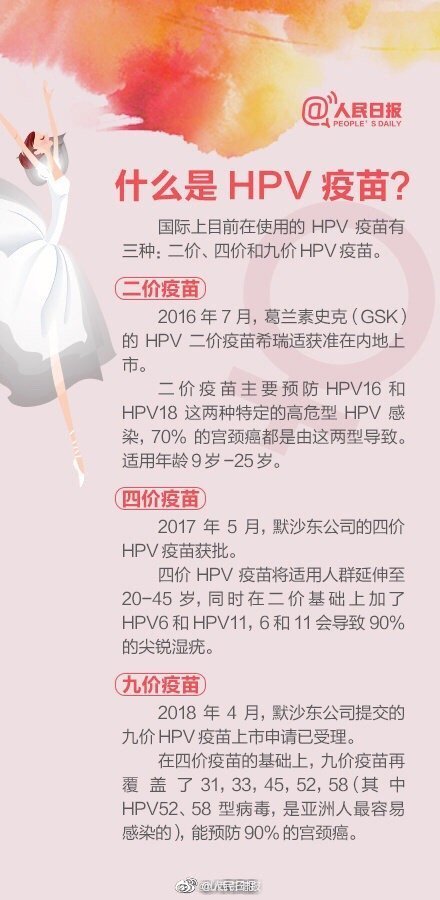 @人民日报
PEOPLE'S DAILY
什么是 HPV 疫苗?
国际上目前在使用的 HPV 疫苗有
三种: 二价、四价和九价HPV疫苗。
二价疫苗
2016 年 7 月, 葛兰素史克 (GSK)
的 HPV 二价疫苗希瑞适获准在内地上
市。
二价疫苗主要预防 HPV16 和
HPV18 这两种特定的高危型 HPV 感
染, 70% 的宫颈癌都是由这两型导致。
适用年龄 9 岁 -25 岁。
四价疫苗
2017 年 5 月, 默沙东公司的四价
HPV疫苗获批。
四价 HPV 疫苗将适用人群延伸至
20-45 岁, 同时在二价基础上加了
HPV6 和 HPV11, 6 和 11 会导致 90%
的尖锐湿疣。
九价疫苗
2018 年 4 月, 默沙东公司提交的
九价HPV疫苗上市申请已受理。
在四价疫苗的基础上, 九价疫苗再
覆盖了 31, 33, 45, 52, 58 (其中
HPV52、58 型病毒, 是亚洲人最容易
感染的), 能预防 90% 的宫颈癌。
@人民日报